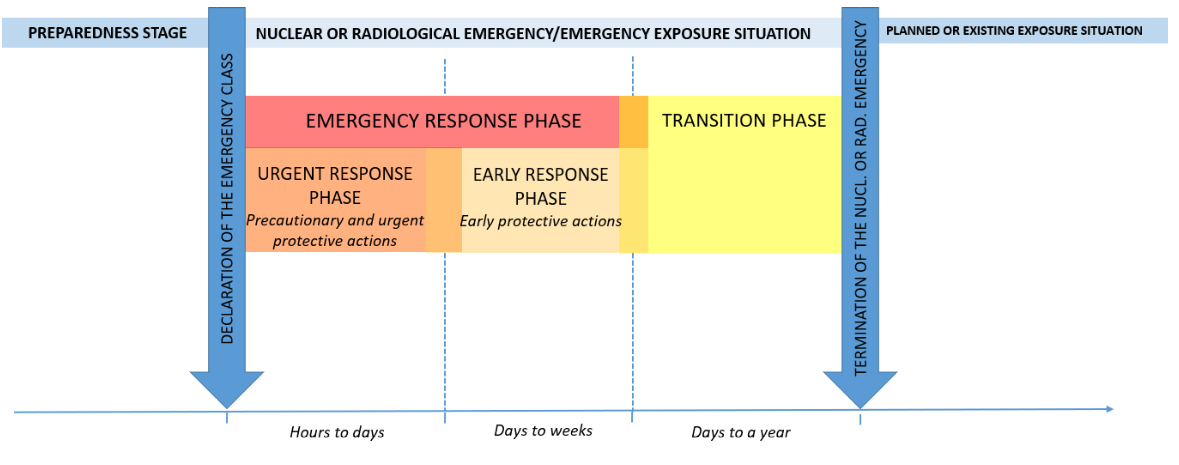 PREPAREDNESS STAGE
NUCLEAR OR RADIOLOGICAL EMERGENCY/EMERGENCY EXPOSURE SITUATION
PLANNED OR EXISTING EXPOSURE SITUATION
DECLARATION OF THE EMERGENCY CLASS
EMERGENCY RESPONSE PHASE
TRANSITION PHASE
URGENT RESPONSE
PHASE
Precautionary and urgent
protective actions
EARLY RESPONSE
PHASE
Early protective actions
TERMINATION OF THE NUCL. OR RAD. EMERGENCY
Hours to days
Days to weeks
Days to a year